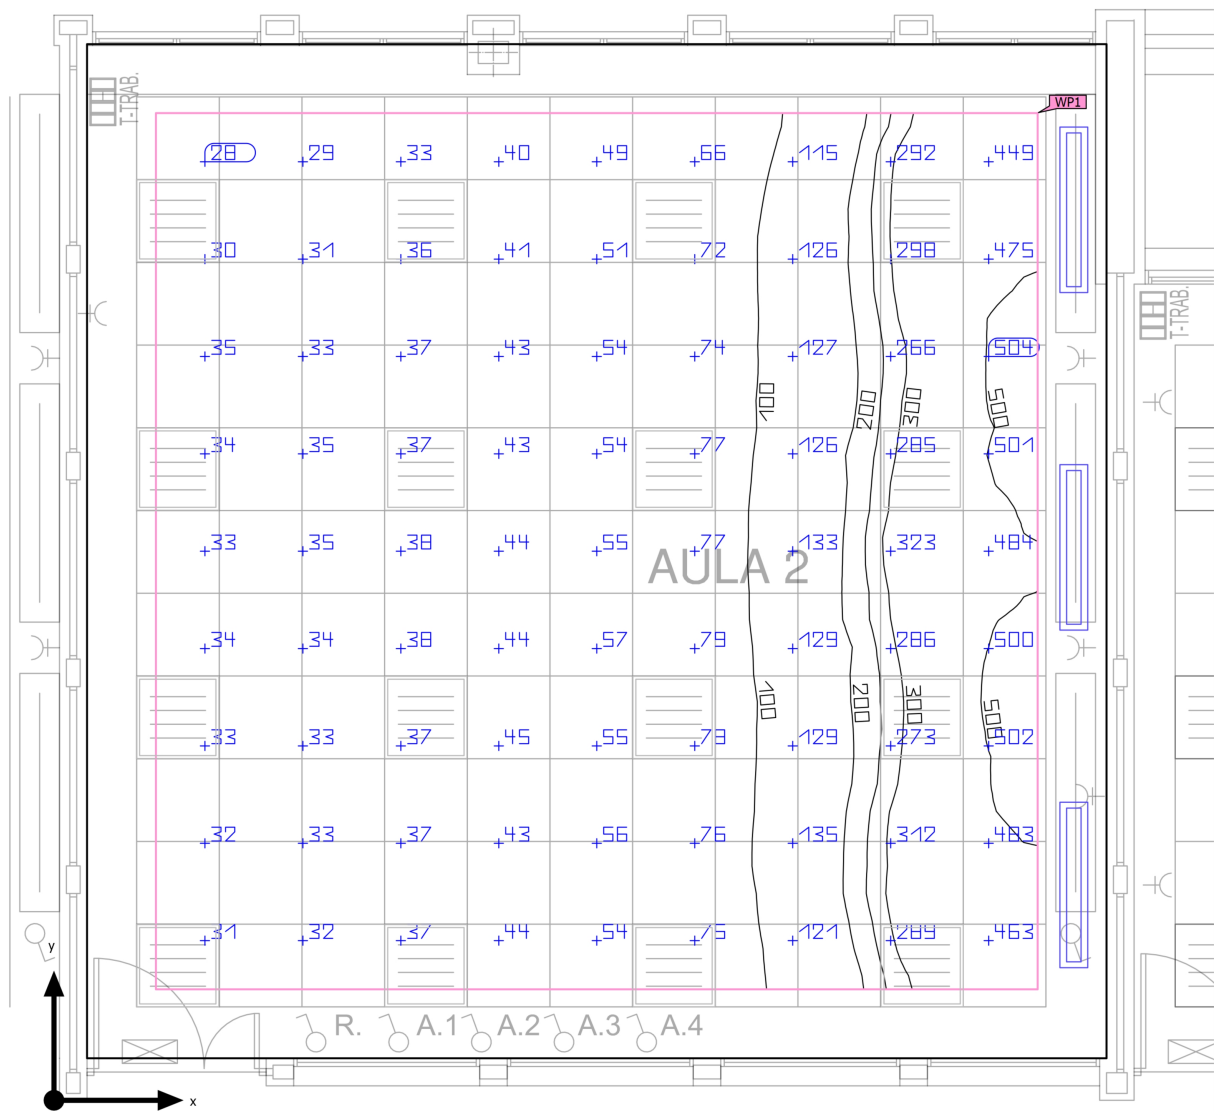 T-TRAB.
WP1
28 29 33 40 49 66 115 292 449
30 31 36 41 51 72 126 298 475
T-TRAB.
35 33 37 43 54 74 127 266 504
100 200 300 500
34 35 37 43 54 77 126 285 501
33 35 38 44 55 77 133 323 484
AULA 2
34 34 38 44 57 79 129 286 500
100 200 300 500
33 33 37 45 55 79 129 273 502
32 33 37 43 56 76 135 312 483
31 32 37 44 54 75 121 289 463
y
R. A.1 A.2 A.3 A.4
x